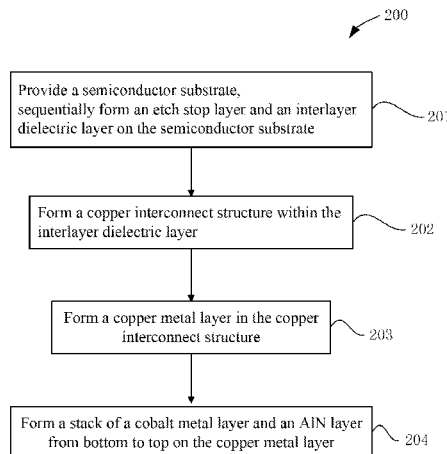 200
Provide a semiconductor substrate,
sequentially form an etch stop layer and an interlayer
dielectric layer on the semiconductor substrate
201
Form a copper interconnect structure within the
interlayer dielectric layer
202
Form a copper metal layer in the copper
interconnect structure
203
Form a stack of a cobalt metal layer and an AlN layer
from bottom to top on the copper metal layer
204